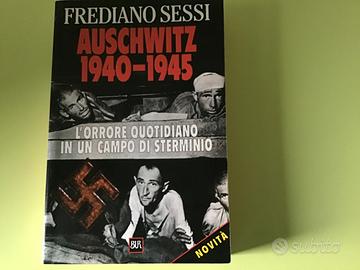 FREDIANO SESSI
AUSCHWITZ
1940-1945
L'ORRORE QUOTIDIANO
IN UN CAMPO DI STERMINIO
BUR
NOVITÀ
subito